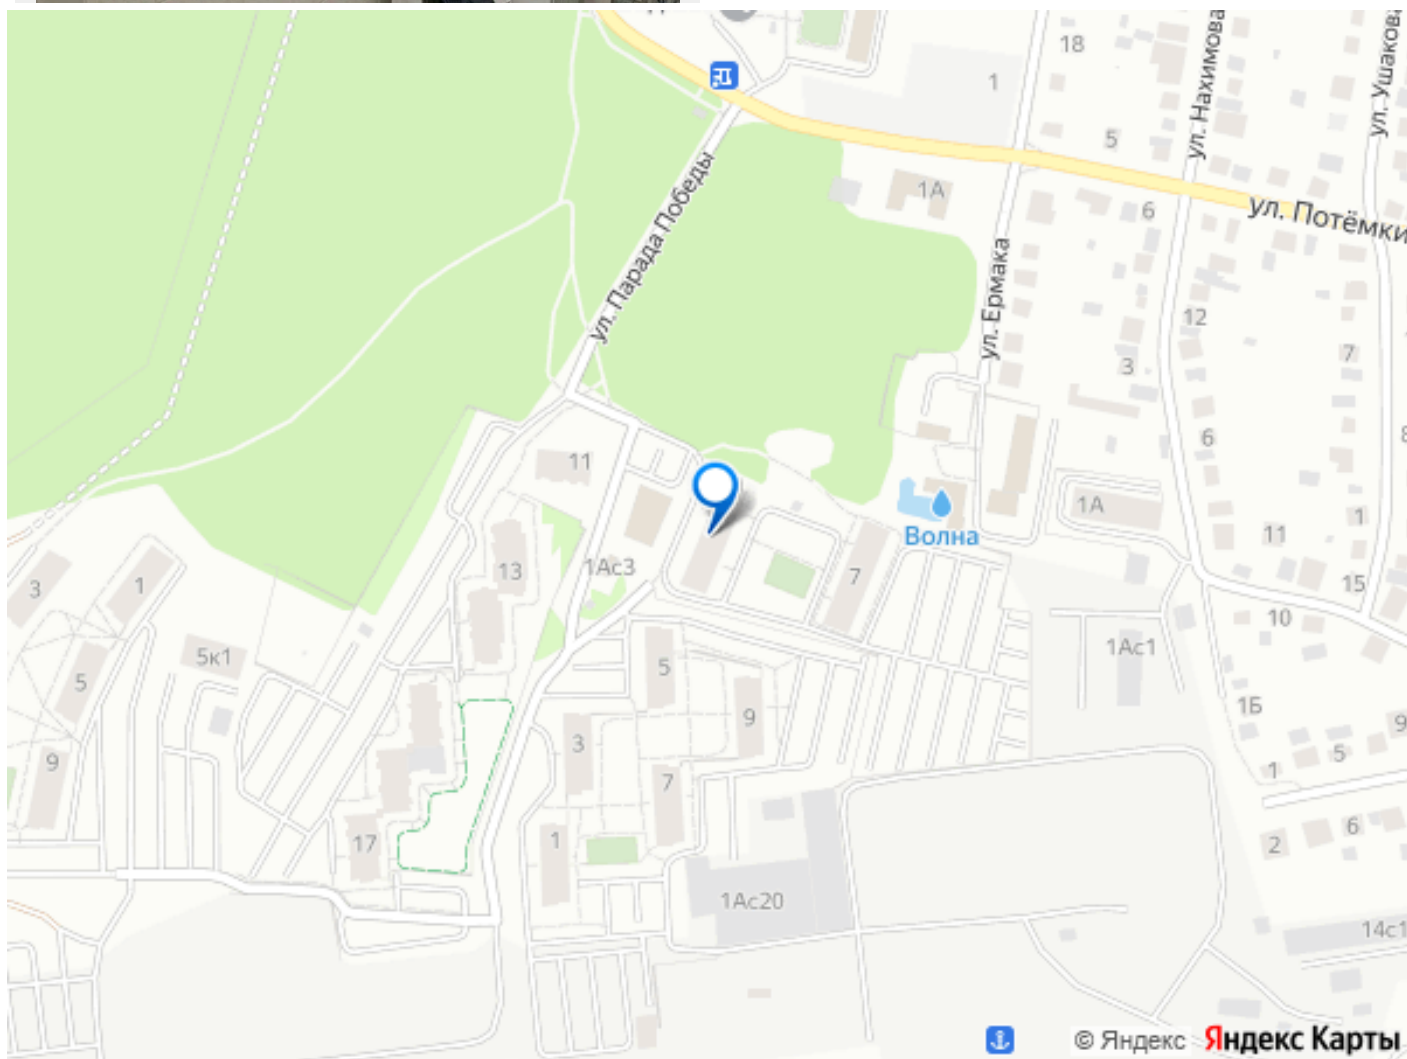 18
ул. Нахимова
ул. Ушакова
1
5
ул. Парада Победы
1А
6
ул. Потёмки
ул. Ермака
12
7
3
6
11
1А
1
Волна
11
13
1Ас3
7
15
3
1
10
5к1
5
1Ас1
5
9
1Б
3
9
5
9
7
1
17
1
6
2
1Ас20
14с1
© Яндекс Яндекс Карты